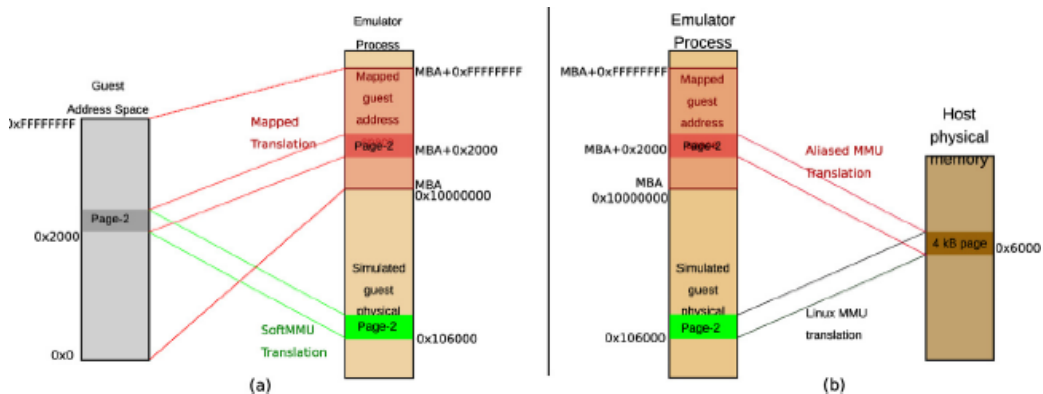 Emulator
Process
Guest
Address Space
0xFFFFFFFF
Mapped
Translation
Page-2
0x2000
0x0
SoftMMU
Translation
MBA+0xFFFFFFFF
Mapped
guest
address
Page-2
MBA+0x2000
MBA
0x10000000
Simulated
guest
physical
Page-2
0x106000
(a)
Emulator
Process
MBA+0xFFFFFFFF
Mapped
guest
address
Page-2
MBA+0x2000
MBA
0x10000000
Simulated
guest
physical
Page-2
0x106000
Host
physical
memory
Aliased MMU
Translation
4 kB page
0x6000
Linux MMU
translation
(b)